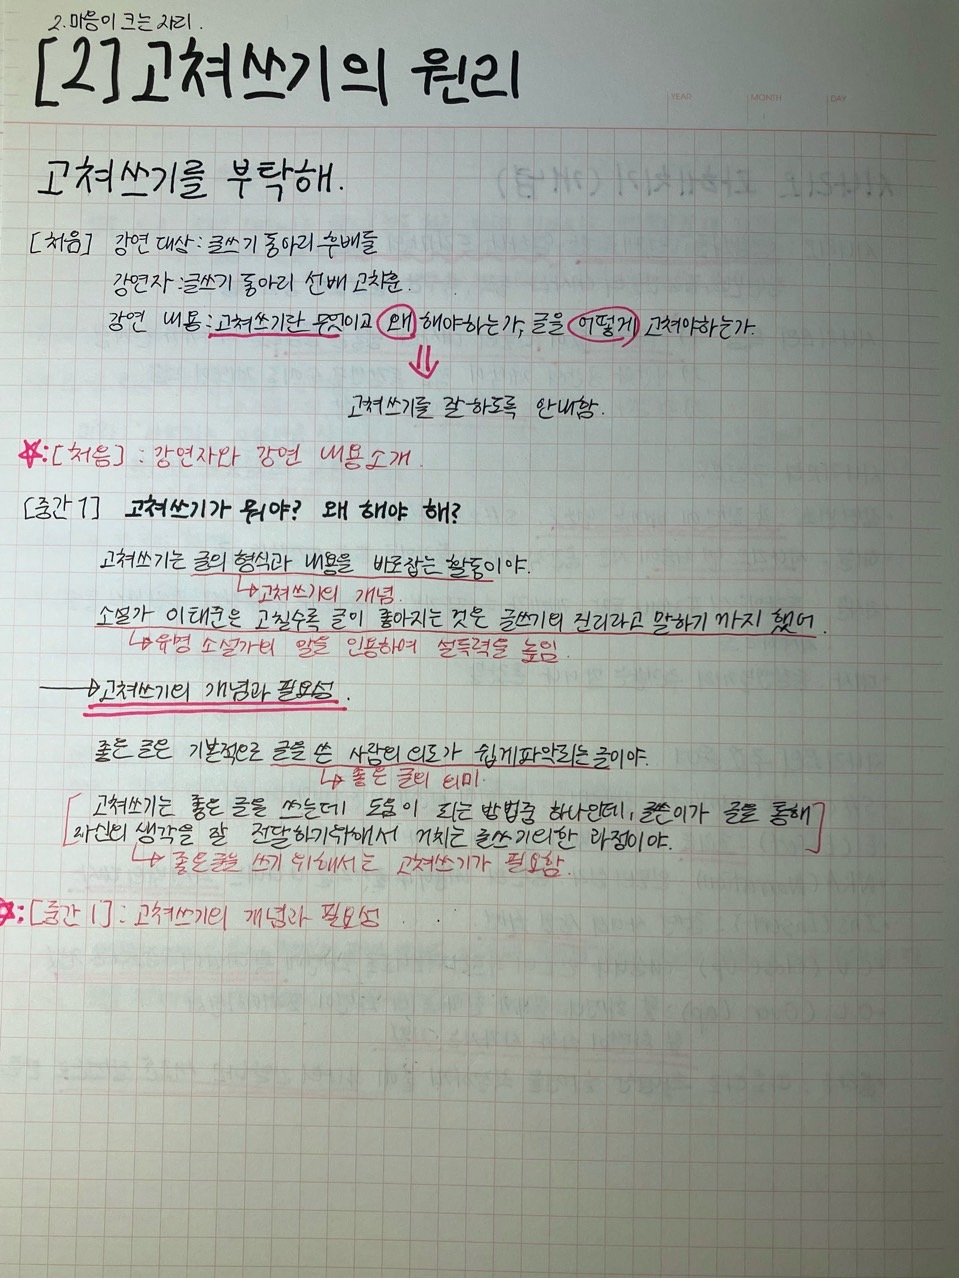 2. 마음이 크는 자리.
[2] 고쳐쓰기의 원리
YEAR MONTH DAY
고쳐쓰기를 부탁해.
[처음] 강연 대상 : 글쓰기 동아리 후배들
강연자 : 글쓰기 동아리 선배 고차훈.
강연 내용 : 고쳐쓰기란 무엇이고 왜 해야하는가, 글을 어떻게 고쳐야하는가.
⇓
고쳐쓰기를 잘하도록 안내함.
☆:[처음] : 강연자와 강연 내용소개.
[중간 1] 고쳐쓰기가 뭐야? 왜 해야 해?
고쳐쓰기는 글의 형식과 내용을 바로잡는 활동이야.
↳고쳐쓰기의 개념.
소설가 이태준은 고칠수록 글이 좋아지는 것은 글쓰기의 진리라고 말하기 까지 했어.
↳유명 소설가의 말을 인용하여 설득력을 높임.
→고쳐쓰기의 개념과 필요성.
좋은 글은 기본적으로 글을 쓴 사람의 의도가 쉽게파악되는글이야.
↳좋은 글의 의미.
[고쳐쓰기는 좋은 글을 쓰는데 도움이 되는 방법중 하나인데, 글쓴이가 글을 통해
자신의 생각을 잘 전달하기위해서 거치는 글쓰기의한 과정이야.]
↳좋은글을 쓰기 위해서는 고쳐쓰기가 필요함.
☆:[중간 1] : 고쳐쓰기의 개념과 필요성